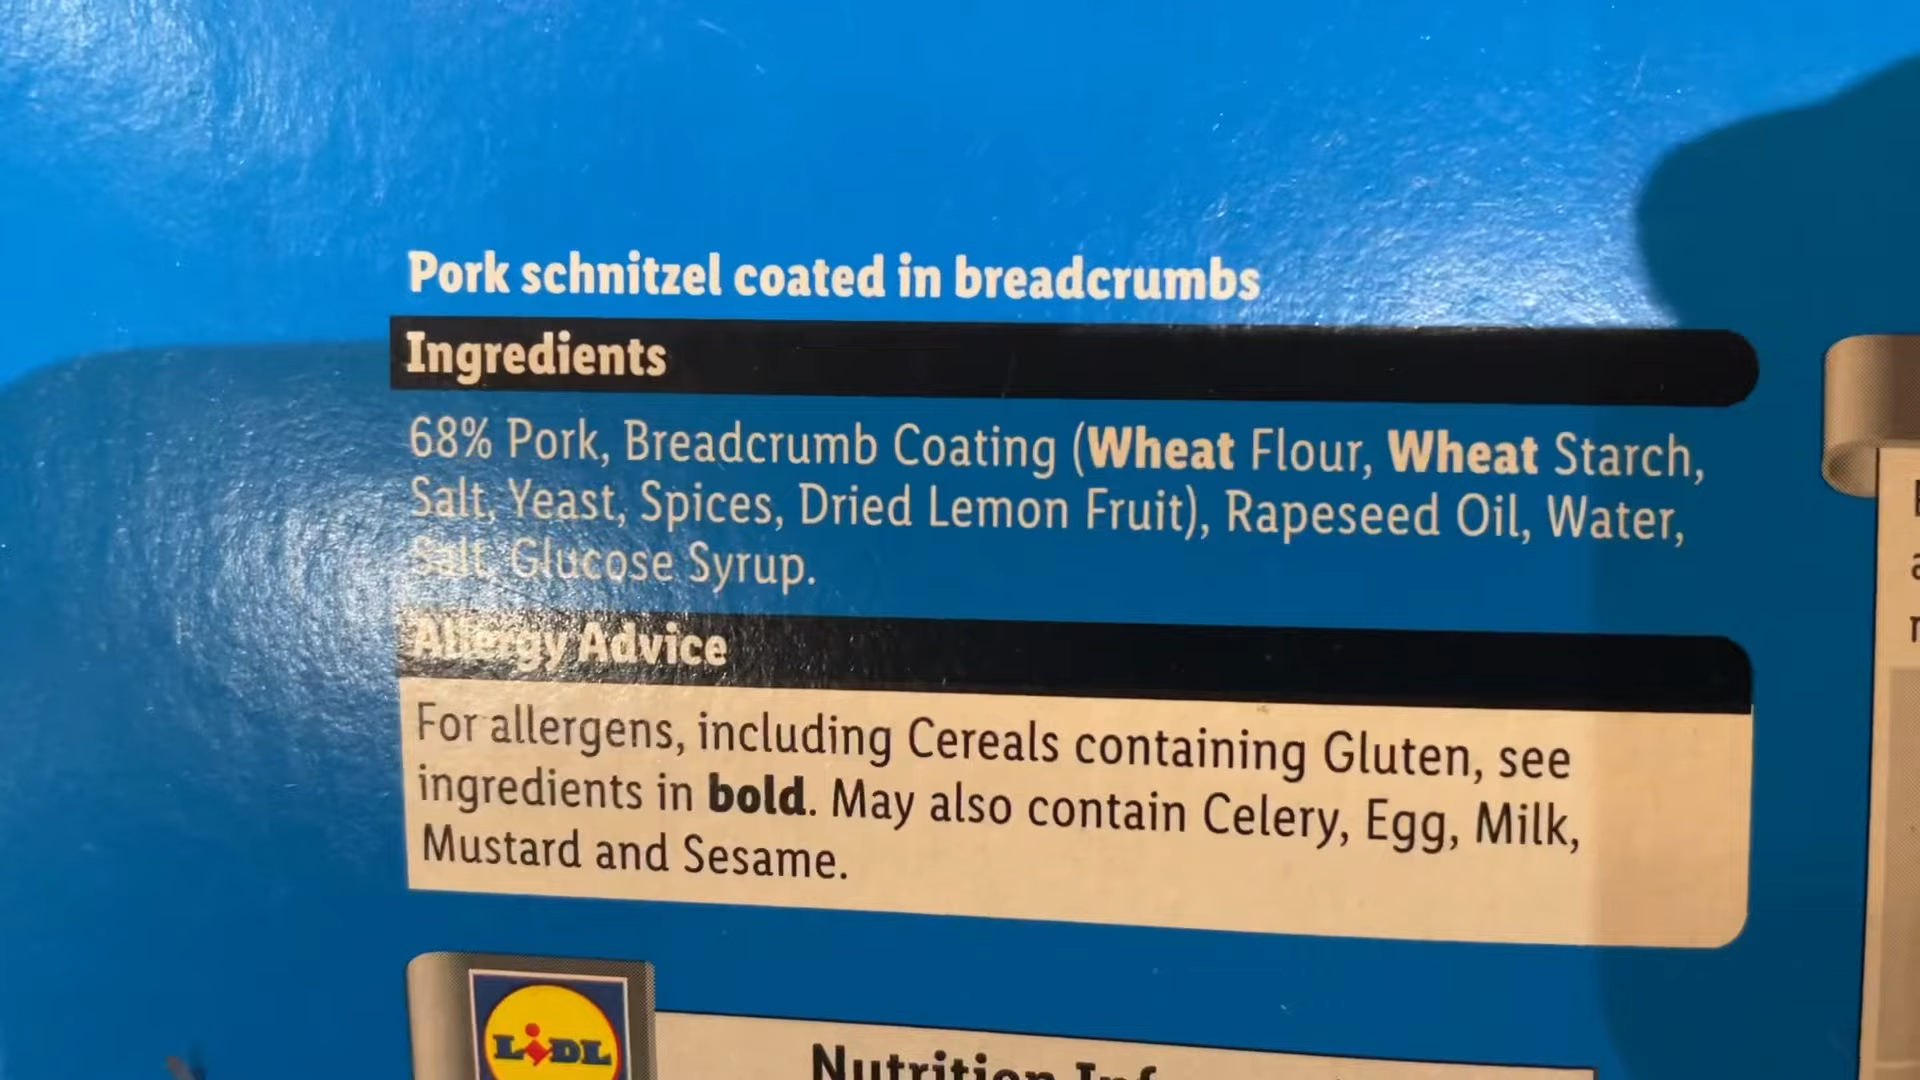 Pork schnitzel coated in breadcrumbs
Ingredients
68% Pork, Breadcrumb Coating (Wheat Flour, Wheat Starch,
Salt, Yeast, Spices, Dried Lemon Fruit), Rapeseed Oil, Water,
Salt, Glucose Syrup.
Allergy Advice
For allergens, including Cereals containing Gluten, see
ingredients in bold. May also contain Celery, Egg, Milk,
Mustard and Sesame.
LIDL
Nutrition